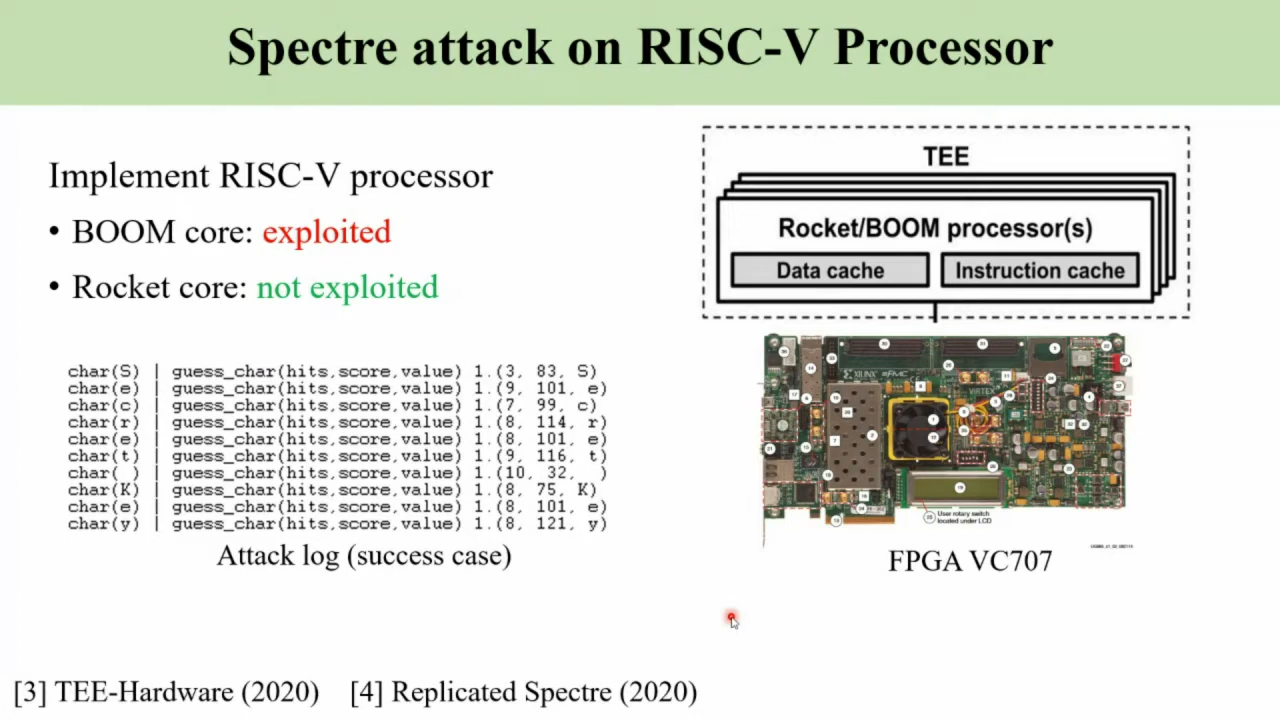 Spectre attack on RISC-V Processor
Implement RISC-V processor
• BOOM core: exploited
• Rocket core: not exploited
char(S) | guess_char(hits,score,value) 1.(3, 83, S)
char(e) | guess_char(hits,score,value) 1.(9, 101, e)
char(c) | guess_char(hits,score,value) 1.(7, 99, c)
char(r) | guess_char(hits,score,value) 1.(8, 114, r)
char(e) | guess_char(hits,score,value) 1.(8, 101, e)
char(t) | guess_char(hits,score,value) 1.(9, 116, t)
char( ) | guess_char(hits,score,value) 1.(10, 32,  )
char(K) | guess_char(hits,score,value) 1.(8, 75, K)
char(e) | guess_char(hits,score,value) 1.(8, 101, e)
char(y) | guess_char(hits,score,value) 1.(8, 121, y)
Attack log (success case)
TEE
Rocket/BOOM processor(s)
Data cache
Instruction cache
XILINX
VIRTEX
User rotary switch
located under LCD
FPGA VC707
[3] TEE-Hardware (2020) [4] Replicated Spectre (2020)